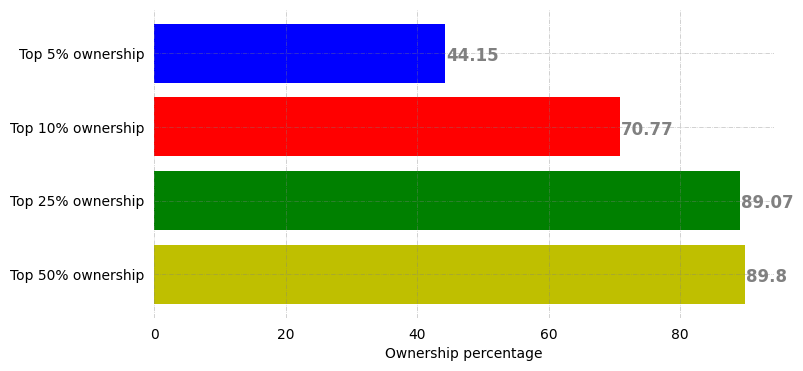 Top 5% ownership
44.15
Top 10% ownership
70.77
Top 25% ownership
89.07
Top 50% ownership
89.8
0 20 40 60 80
Ownership percentage